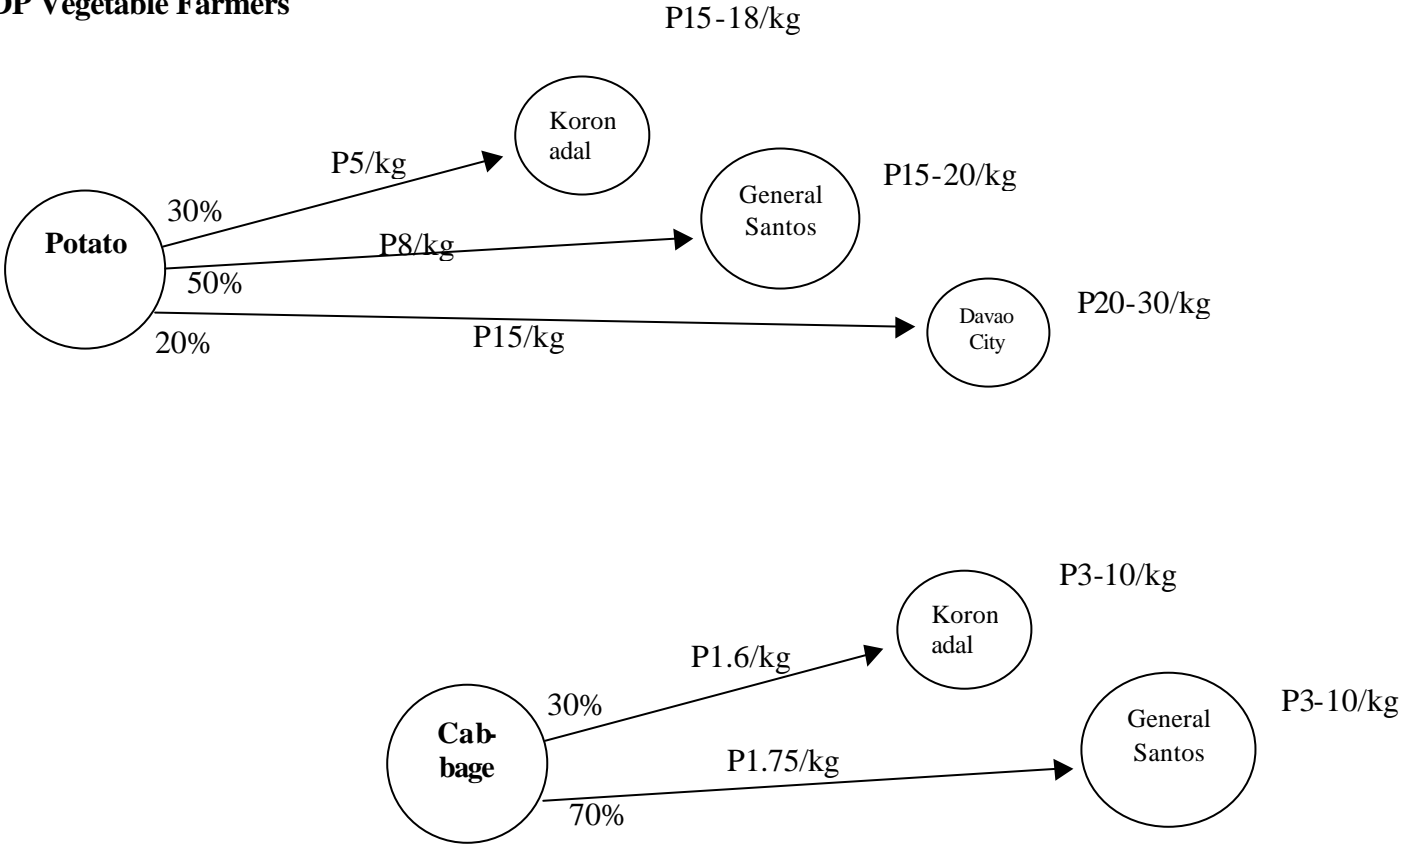 Vegetable Farmers
P15-18/kg
Koron
adal
P5/kg
30%
General
Santos
P15-20/kg
Potato
P8/kg
50%
Davao
City
P20-30/kg
20%
P15/kg
Koron
adal
P3-10/kg
P1.6/kg
30%
General
Santos
P3-10/kg
Cab-
bage
P1.75/kg
70%